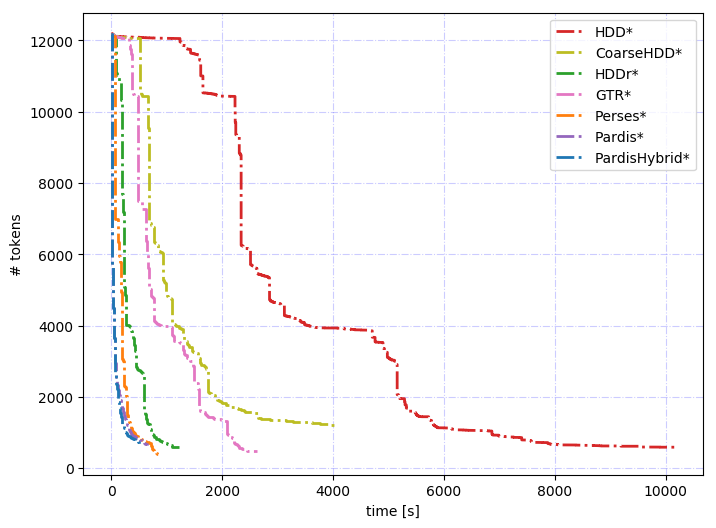 HDD*
CoarseHDD*
HDDr*
GTR*
Perses*
Pardis*
PardisHybrid*
12000
10000
8000
6000
4000
2000
0
# tokens
0 2000 4000 6000 8000 10000
time [s]